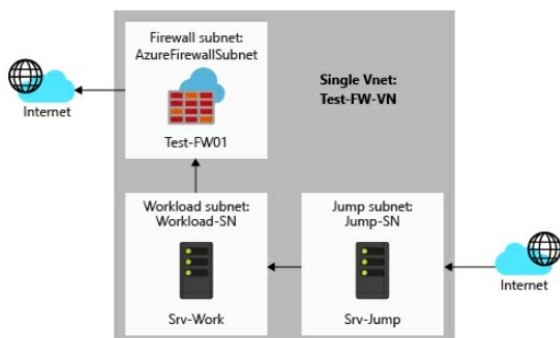 Firewall subnet:
AzureFirewallSubnet
Single Vnet:
Test-FW-VN
Internet
Test-FW01
Workload subnet:
Workload-SN
Jump subnet:
Jump-SN
Internet
Srv-Work
Srv-Jump